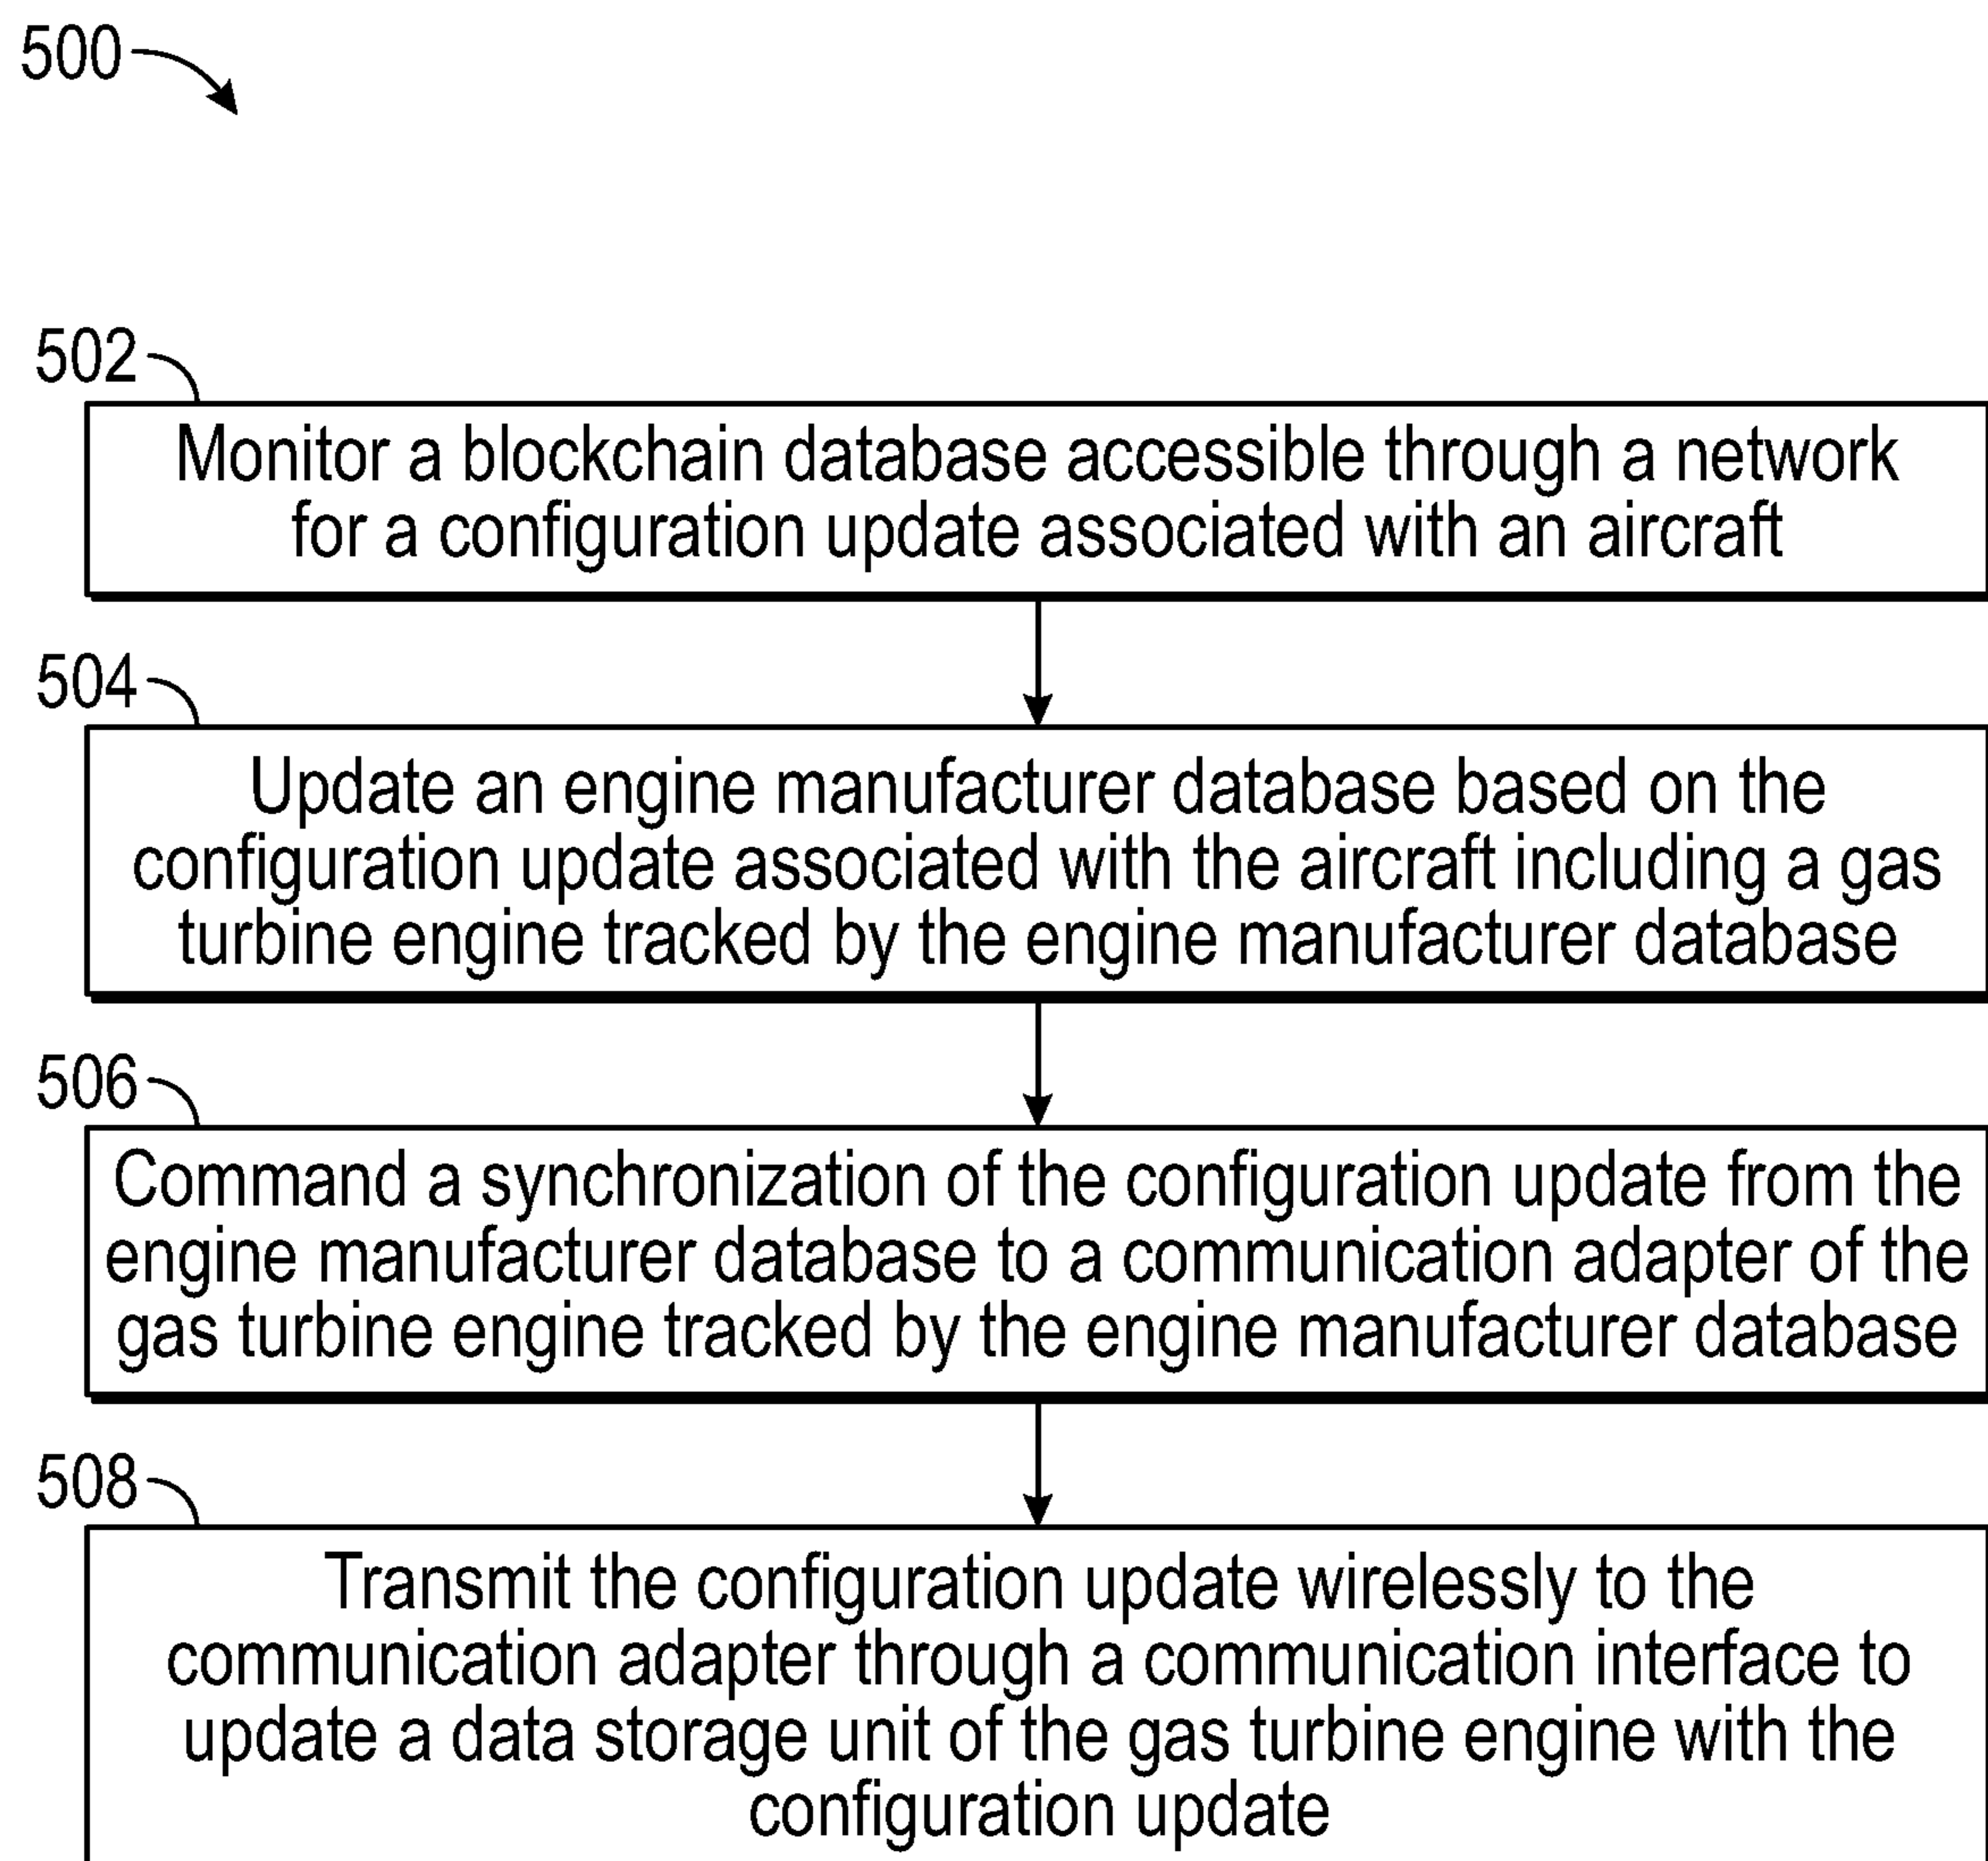 500
502
Monitor a blockchain database accessible through a network
for a configuration update associated with an aircraft
504
Update an engine manufacturer database based on the
configuration update associated with the aircraft including a gas
turbine engine tracked by the engine manufacturer database
506
Command a synchronization of the configuration update from the
engine manufacturer database to a communication adapter of the
gas turbine engine tracked by the engine manufacturer database
508
Transmit the configuration update wirelessly to the
communication adapter through a communication interface to
update a data storage unit of the gas turbine engine with the
configuration update